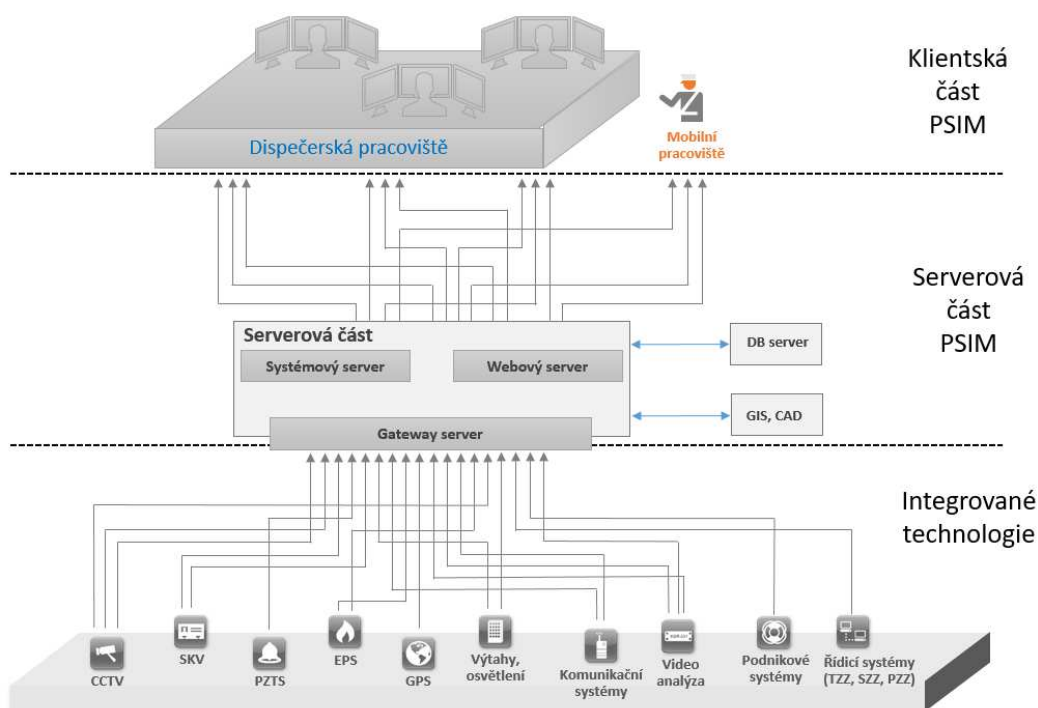 Klientská
část
PSIM
Dispečerská pracoviště
Mobilní
pracoviště
Serverová
část
PSIM
Serverová část
Systémový server
Webový server
DB server
GIS, CAD
Gateway server
Integrované
technologie
CCTV
SKV
PZTS
EPS
GPS
Výtahy,
osvětlení
Komunikační
systémy
Video
analýza
Podnikové
systémy
Řídicí systémy
(TZZ, SZZ, PZZ)